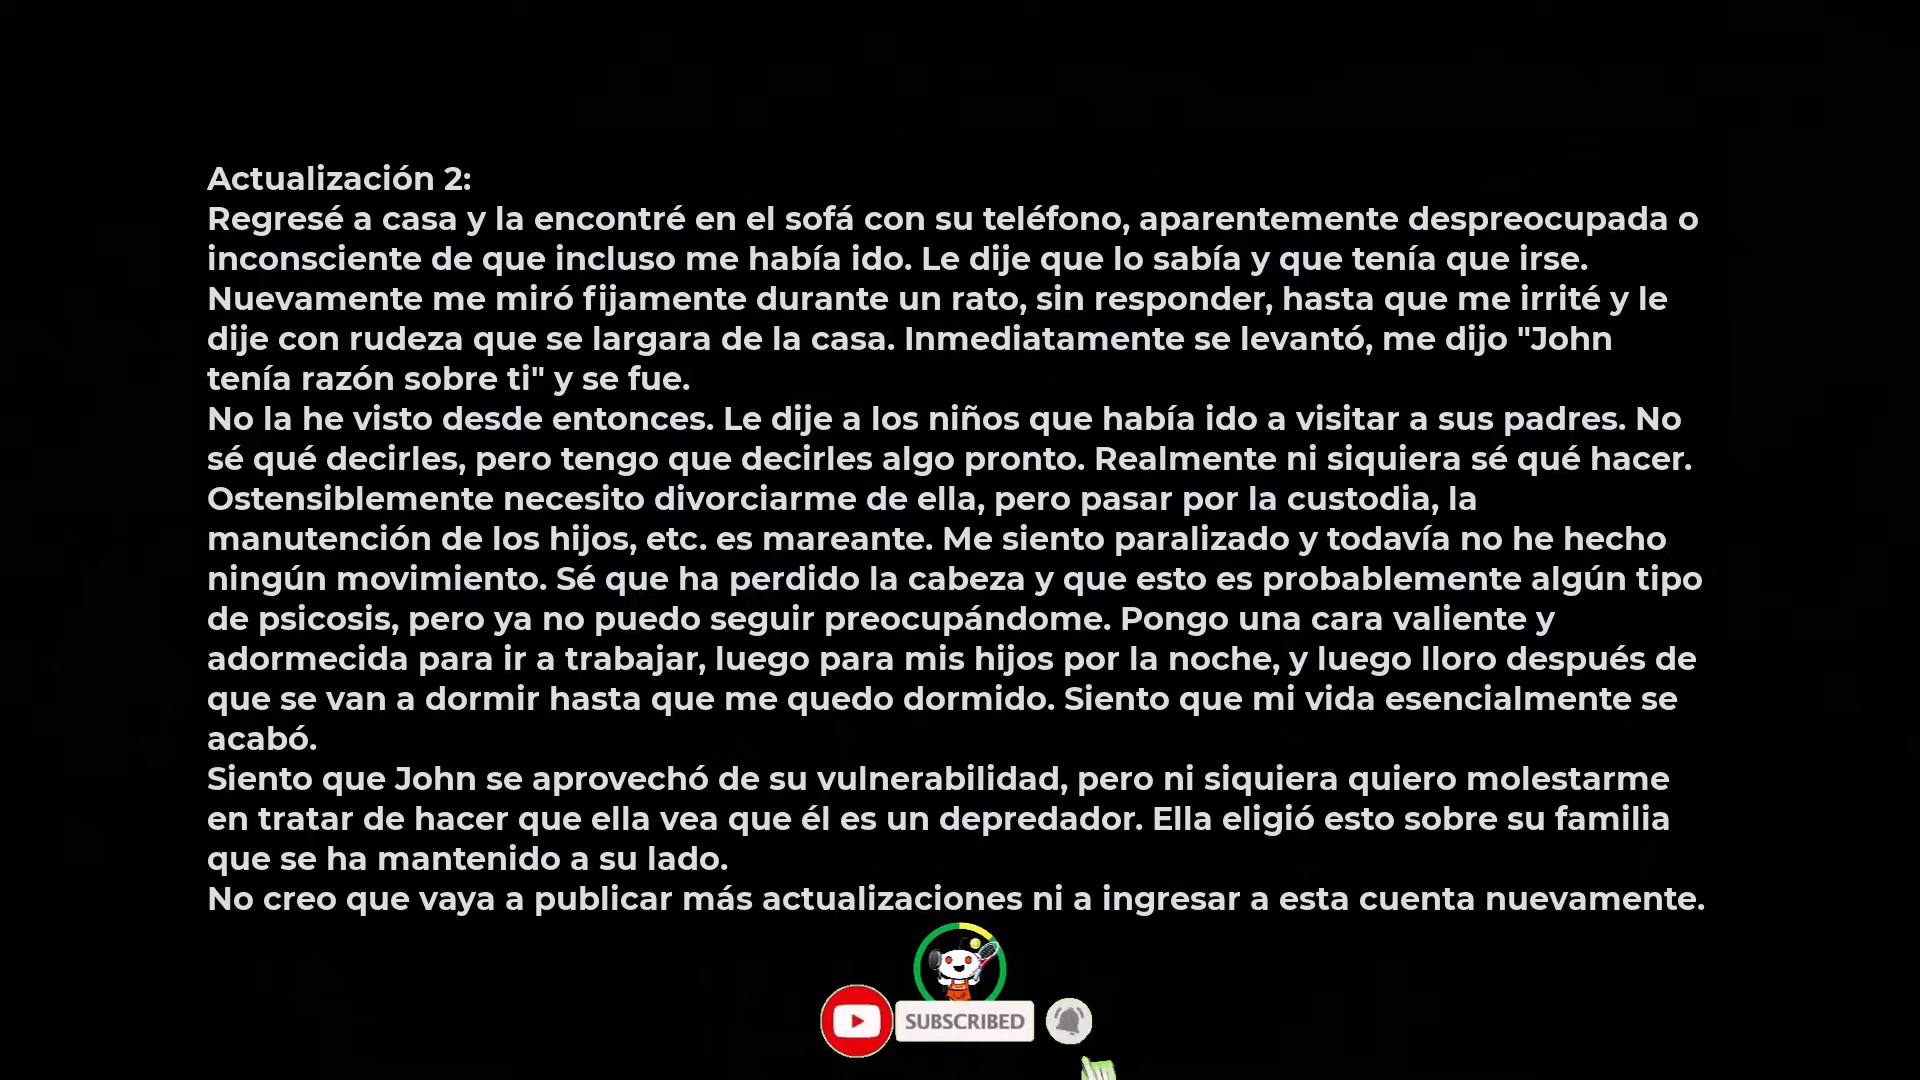 Actualización 2:
Regresé a casa y la encontré en el sofá con su teléfono, aparentemente despreocupada o
inconsciente de que incluso me había ido. Le dije que lo sabía y que tenía que irse.
Nuevamente me miró fijamente durante un rato, sin responder, hasta que me irrité y le
dije con rudeza que se largara de la casa. Inmediatamente se levantó, me dijo "John
tenía razón sobre ti" y se fue.
No la he visto desde entonces. Le dije a los niños que había ido a visitar a sus padres. No
sé qué decirles, pero tengo que decirles algo pronto. Realmente ni siquiera sé qué hacer.
Ostensiblemente necesito divorciarme de ella, pero pasar por la custodia, la
manutención de los hijos, etc. es mareante. Me siento paralizado y todavía no he hecho
ningún movimiento. Sé que ha perdido la cabeza y que esto es probablemente algún tipo
de psicosis, pero ya no puedo seguir preocupándome. Pongo una cara valiente y
adormecida para ir a trabajar, luego para mis hijos por la noche, y luego lloro después de
que se van a dormir hasta que me quedo dormido. Siento que mi vida esencialmente se
acabó.
Siento que John se aprovechó de su vulnerabilidad, pero ni siquiera quiero molestarme
en tratar de hacer que ella vea que él es un depredador. Ella eligió esto sobre su familia
que se ha mantenido a su lado.
No creo que vaya a publicar más actualizaciones ni a ingresar a esta cuenta nuevamente.
SUBSCRIBED